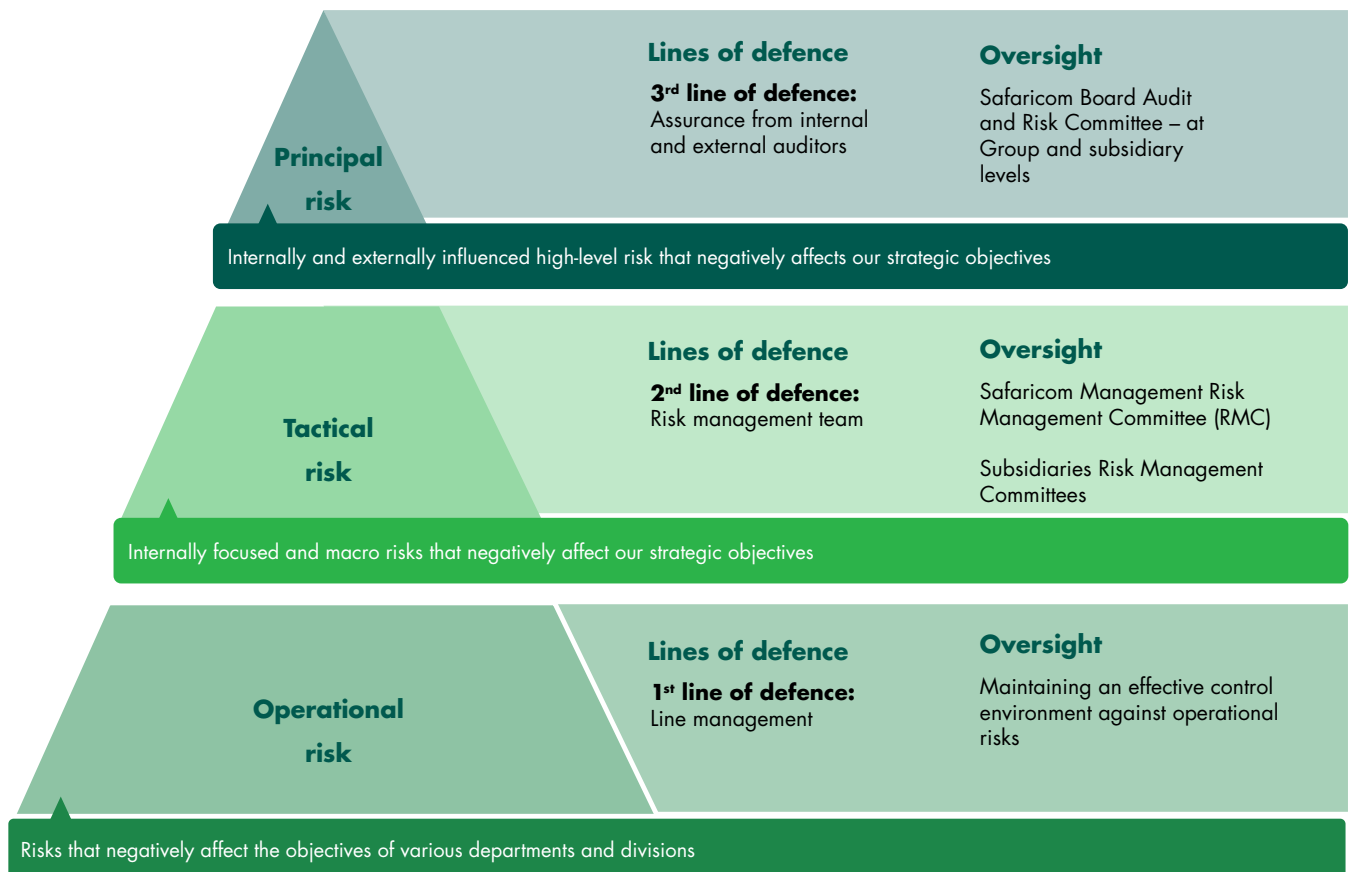 Principal
risk
Lines of defence
3rd line of defence:
Assurance from internal
and external auditors
Oversight
Safaricom Board Audit
and Risk Committee – at
Group and subsidiary
levels
Internally and externally influenced high-level risk that negatively affects our strategic objectives
Tactical
risk
Lines of defence
2nd line of defence:
Risk management team
Oversight
Safaricom Management Risk
Management Committee (RMC)
Subsidiaries Risk Management
Committees
Internally focused and macro risks that negatively affect our strategic objectives
Operational
risk
Lines of defence
1st line of defence:
Line management
Oversight
Maintaining an effective control
environment against operational
risks
Risks that negatively affect the objectives of various departments and divisions